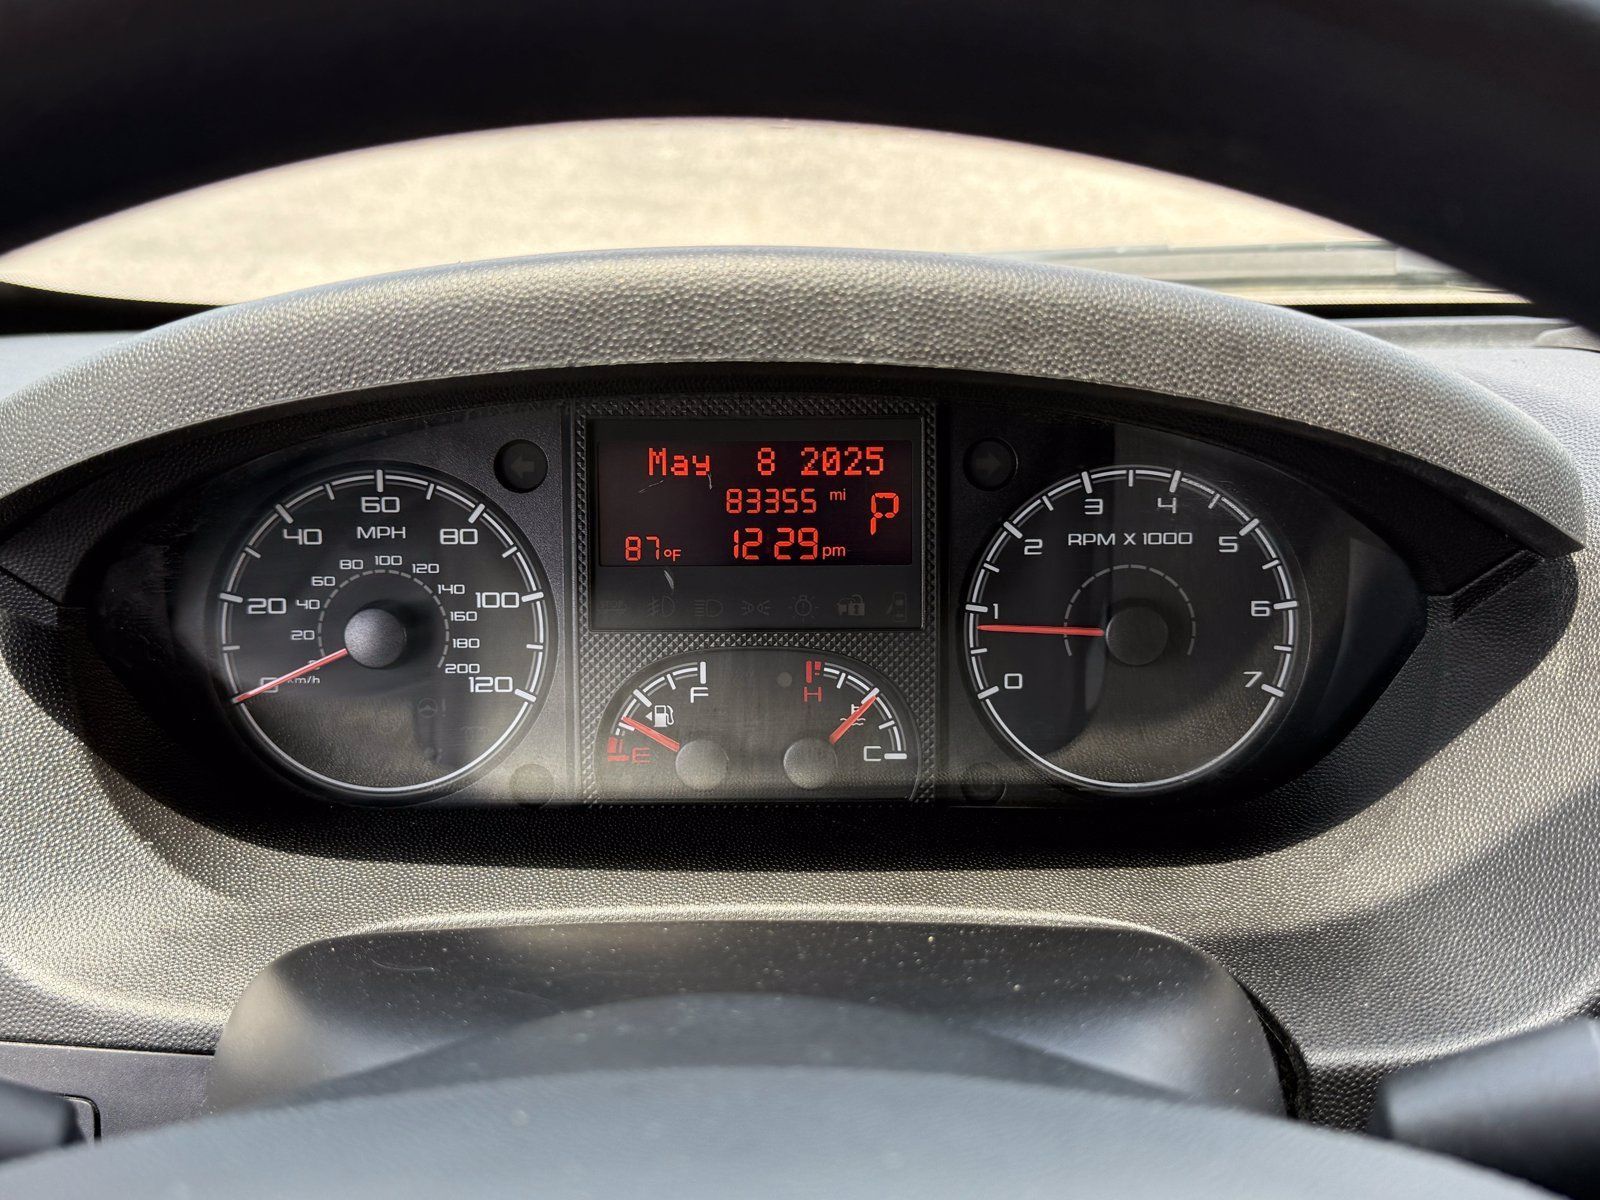 May 8 2025
83355 mi
P
87°F 12:29 pm
0 20 40 60 80 100 120
MPH
20 40 60 80 100 120 140 160 180 200
km/h
0 1 2 3 4 5 6 7
RPM X 1000
F
E
H
C